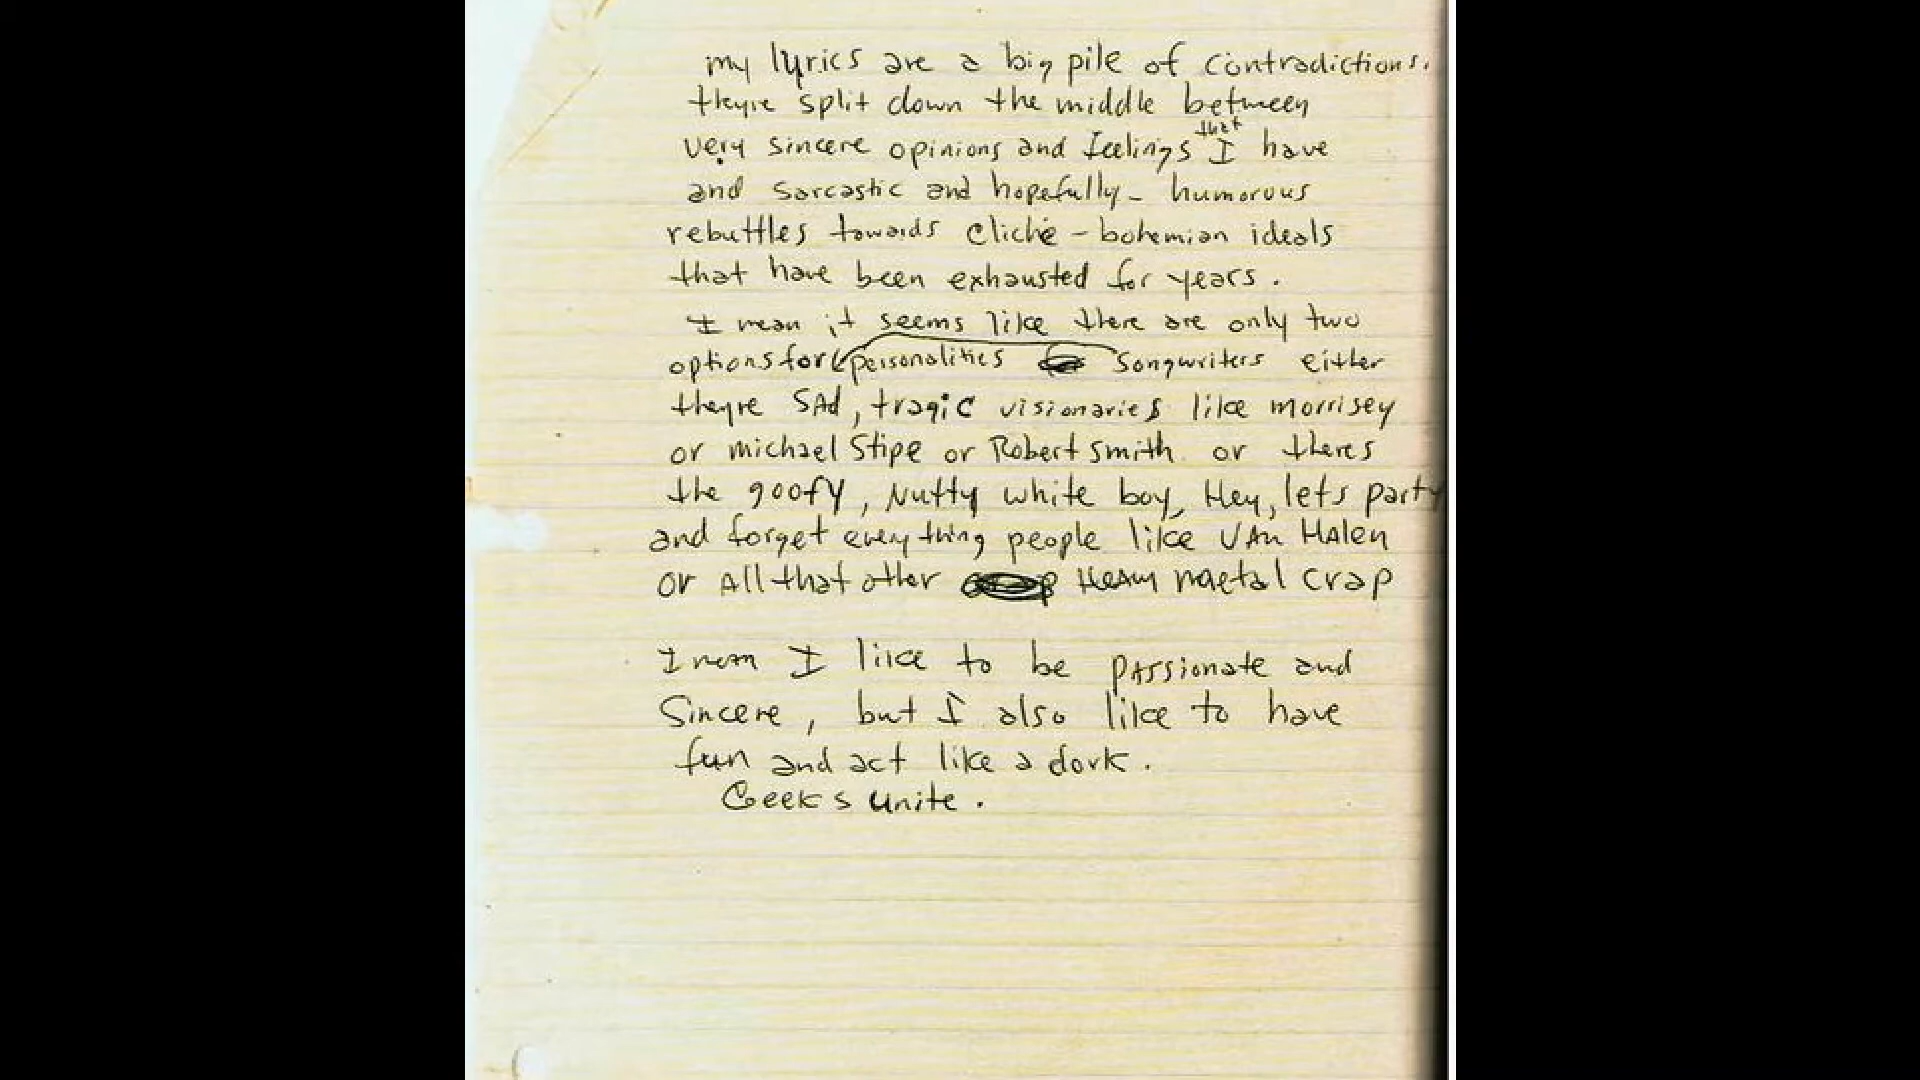 my lyrics are a big pile of contradictions.
theyre split down the middle between
very sincere opinions and feelings that I have
and sarcastic and hopefully - humorous
rebuttles towards cliché - bohemian ideals
that have been exhausted for years.
I mean it seems like there are only two
options for personalities songwriters either
theyre SAd, tragic visionaries like morrisey
or michael Stipe or Robert Smith or theres
the goofy, Nutty white boy, Hey, lets party
and forget everything people like VAn HAlen
or All that other HEAvy maetal crap
I mean I like to be pAssionate and
Sincere, but I also like to have
fun and act like a dork.
Geeks unite.